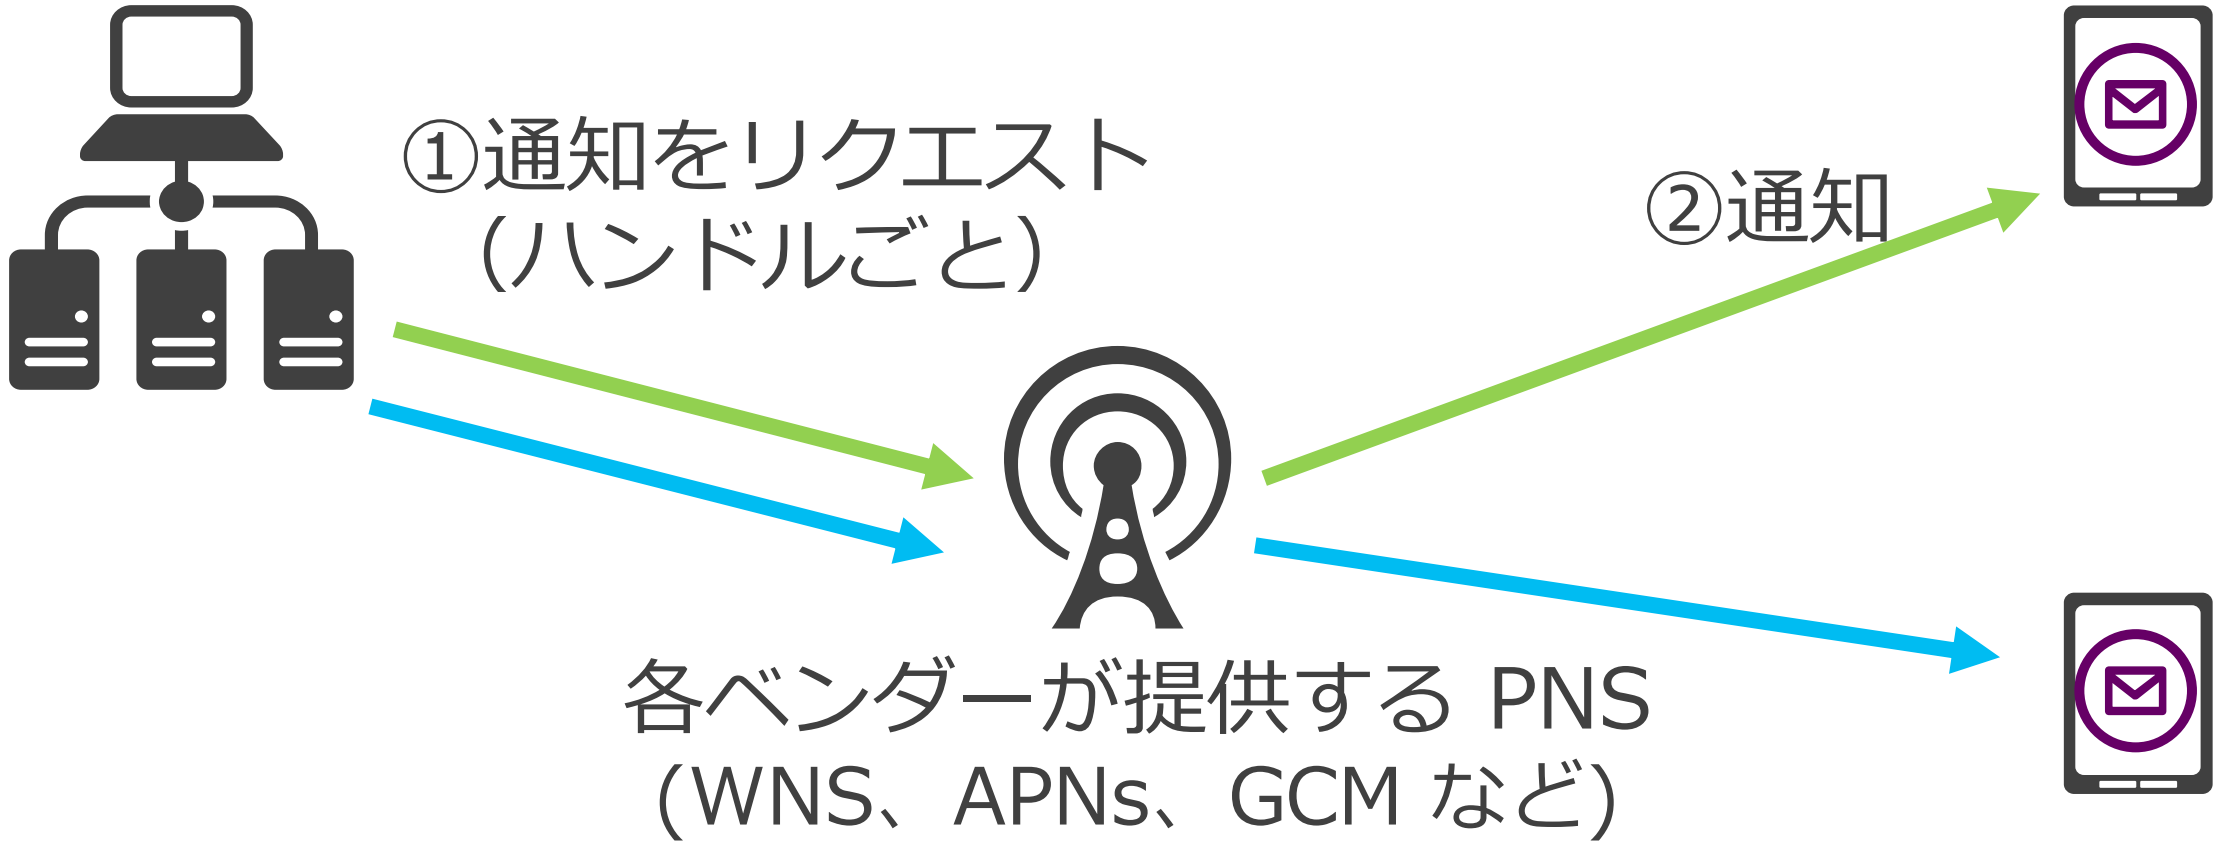 ①通知をリクエスト
(ハンドルごと)
②通知
各ベンダーが提供する PNS
(WNS、APNs、GCM など)